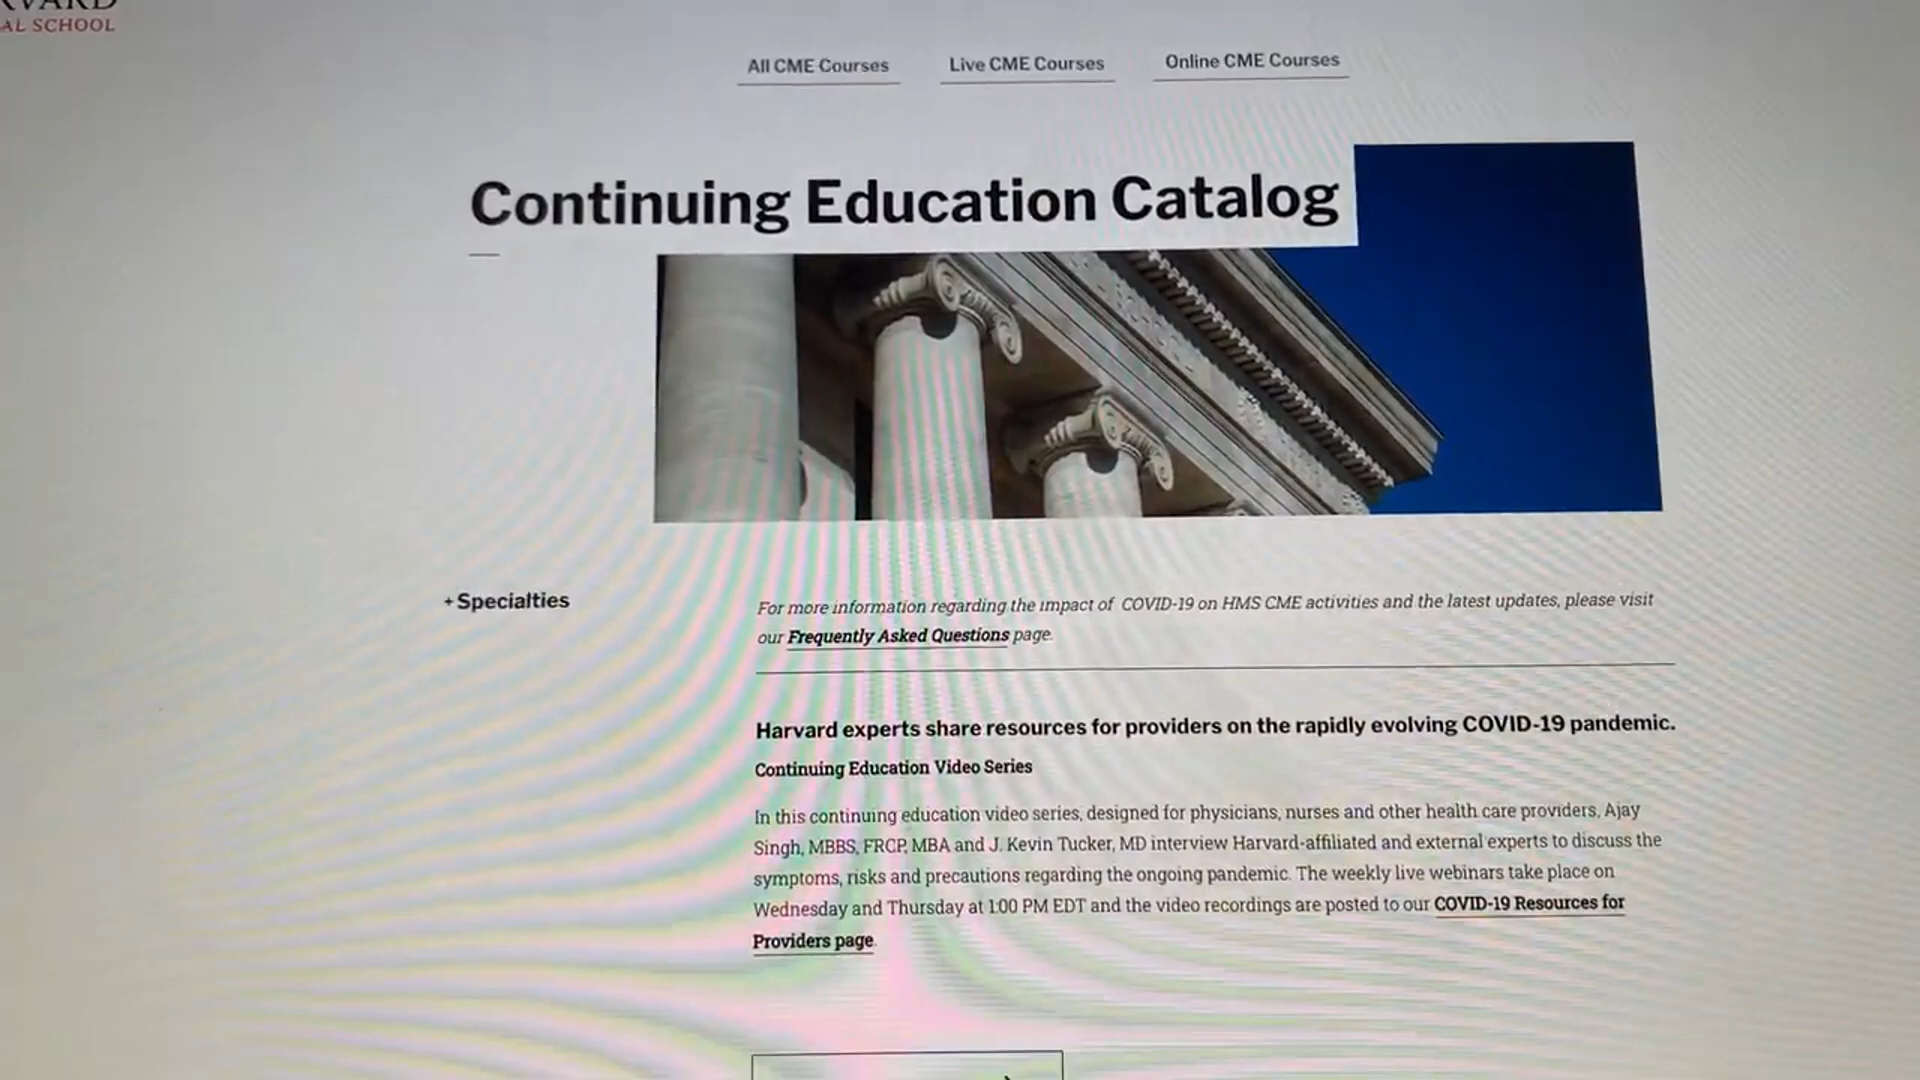 AL SCHOOL
All CME Courses
Live CME Courses
Online CME Courses
Continuing Education Catalog
+ Specialties
For more information regarding the impact of COVID-19 on HMS CME activities and the latest updates, please visit
our Frequently Asked Questions page.
Harvard experts share resources for providers on the rapidly evolving COVID-19 pandemic.
Continuing Education Video Series
In this continuing education video series, designed for physicians, nurses and other health care providers, Ajay
Singh, MBBS, FRCP, MBA and J. Kevin Tucker, MD interview Harvard-affiliated and external experts to discuss the
symptoms, risks and precautions regarding the ongoing pandemic. The weekly live webinars take place on
Wednesday and Thursday at 1:00 PM EDT and the video recordings are posted to our COVID-19 Resources for
Providers page.